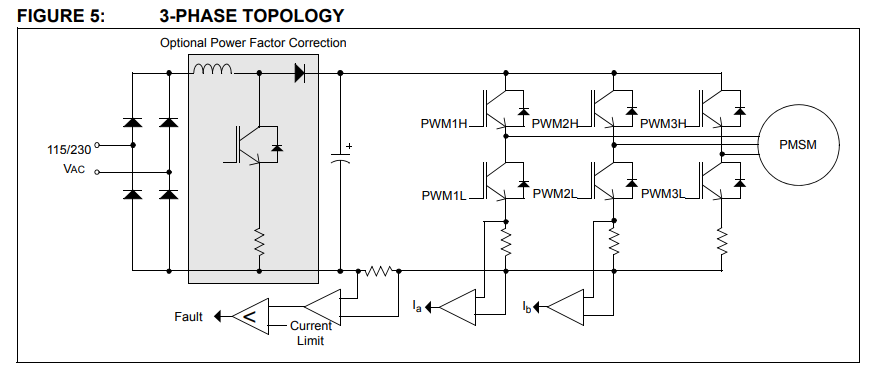 FIGURE 5: 3-PHASE TOPOLOGY
Optional Power Factor Correction
PWM1H
PWM2H
PWM3H
PMSM
115/230
VAC
+
PWM1L
PWM2L
PWM3L
Fault
<
Current
Limit
Ia
Ib